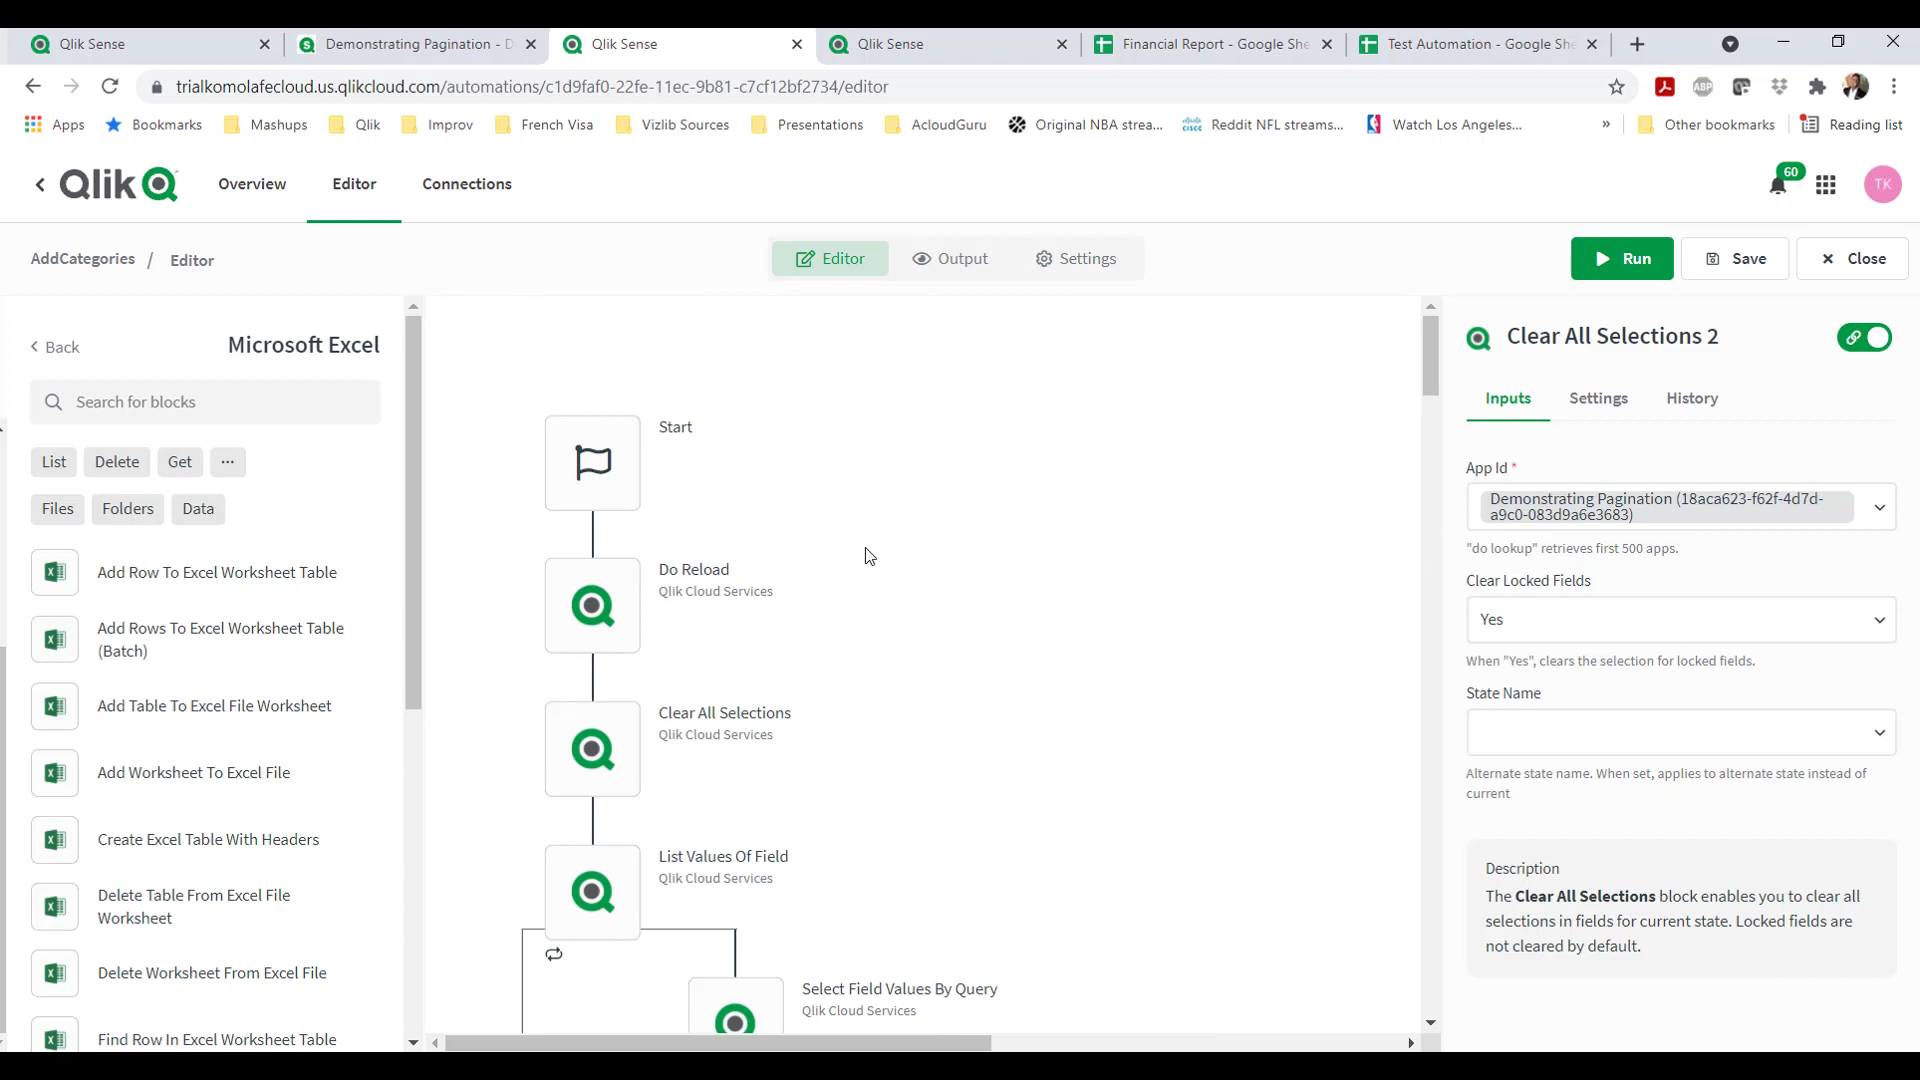 Qlik Sense
Demonstrating Pagination - D
Qlik Sense
Qlik Sense
Financial Report - Google She
Test Automation - Google She
trialkomolafecloud.us.qlikcloud.com/automations/c1d9faf0-22fe-11ec-9b81-c7cf12bf2734/editor
ABP
Apps
Bookmarks
Mashups
Qlik
Improv
French Visa
Vizlib Sources
Presentations
AcloudGuru
Original NBA strea...
Reddit NFL streams...
Watch Los Angeles...
»
Other bookmarks
Reading list
Qlik
Overview
Editor
Connections
60
TK
AddCategories / Editor
Editor
Output
Settings
Run
Save
Close
Back
Microsoft Excel
Search for blocks
List
Delete
Get
...
Files
Folders
Data
Add Row To Excel Worksheet Table
Add Rows To Excel Worksheet Table
(Batch)
Add Table To Excel File Worksheet
Add Worksheet To Excel File
Create Excel Table With Headers
Delete Table From Excel File
Worksheet
Delete Worksheet From Excel File
Find Row In Excel Worksheet Table
Start
Do Reload
Qlik Cloud Services
Clear All Selections
Qlik Cloud Services
List Values Of Field
Qlik Cloud Services
Select Field Values By Query
Qlik Cloud Services
Clear All Selections 2
Inputs
Settings
History
App Id *
Demonstrating Pagination (18aca623-f62f-4d7d-
a9c0-083d9a6e3683)
"do lookup" retrieves first 500 apps.
Clear Locked Fields
Yes
When "Yes", clears the selection for locked fields.
State Name
Alternate state name. When set, applies to alternate state instead of
current
Description
The Clear All Selections block enables you to clear all
selections in fields for current state. Locked fields are
not cleared by default.